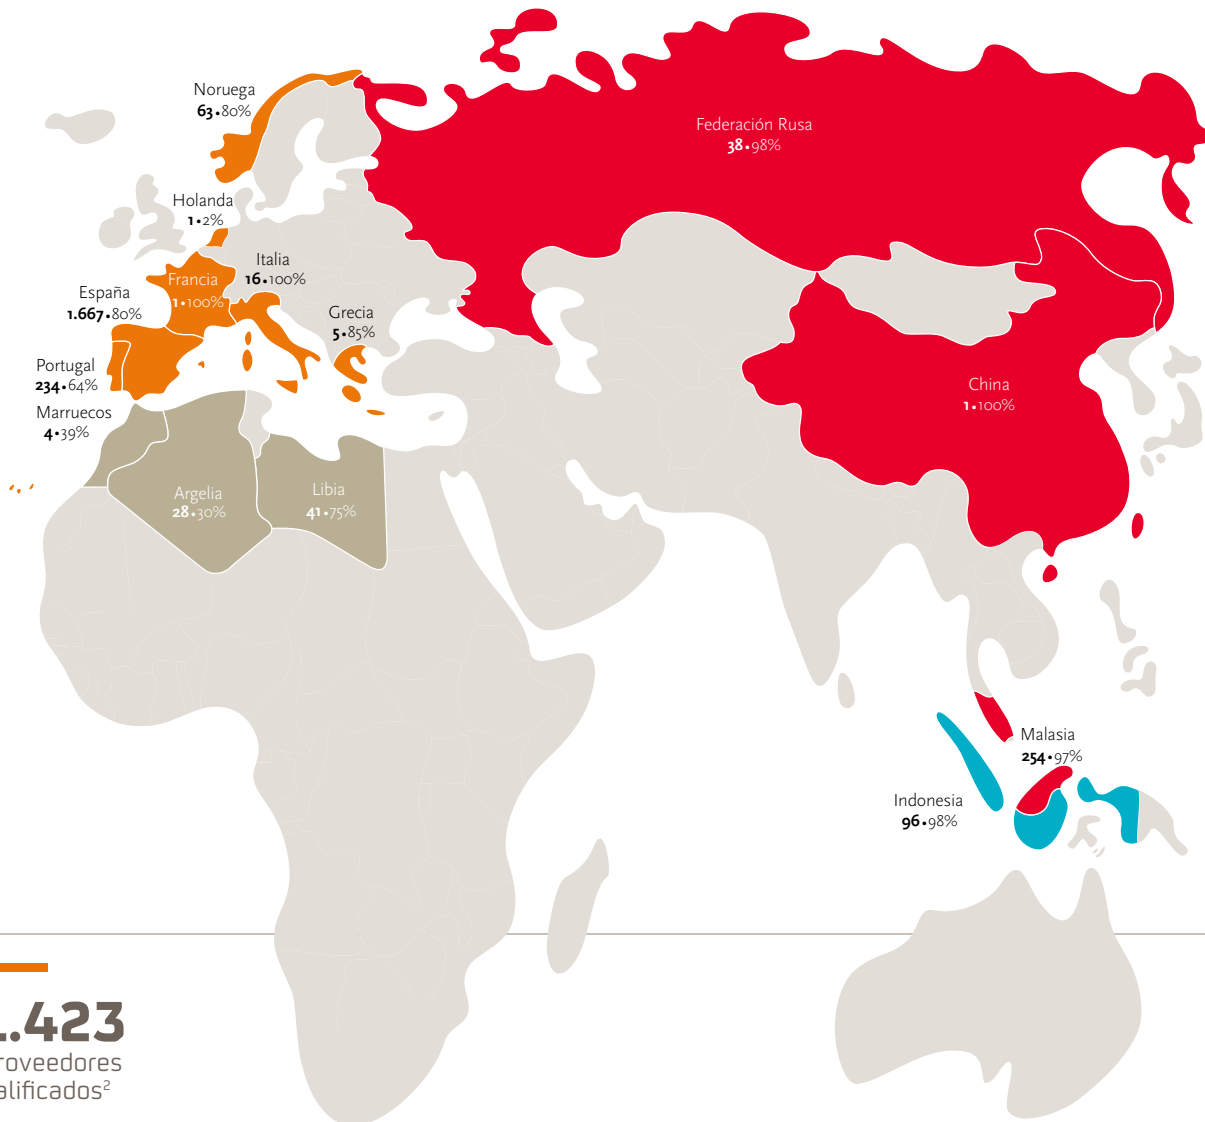 Noruega
63•80%
Federación Rusa
38•98%
Holanda
1•2%
Italia
16•100%
Francia
1•100%
España
1.667•80%
Grecia
5•85%
Portugal
234•64%
Marruecos
4•39%
China
1•100%
Argelia
28•30%
Libia
41•75%
Malasia
254•97%
Indonesia
96•98%
.423
roveedores
alificados²